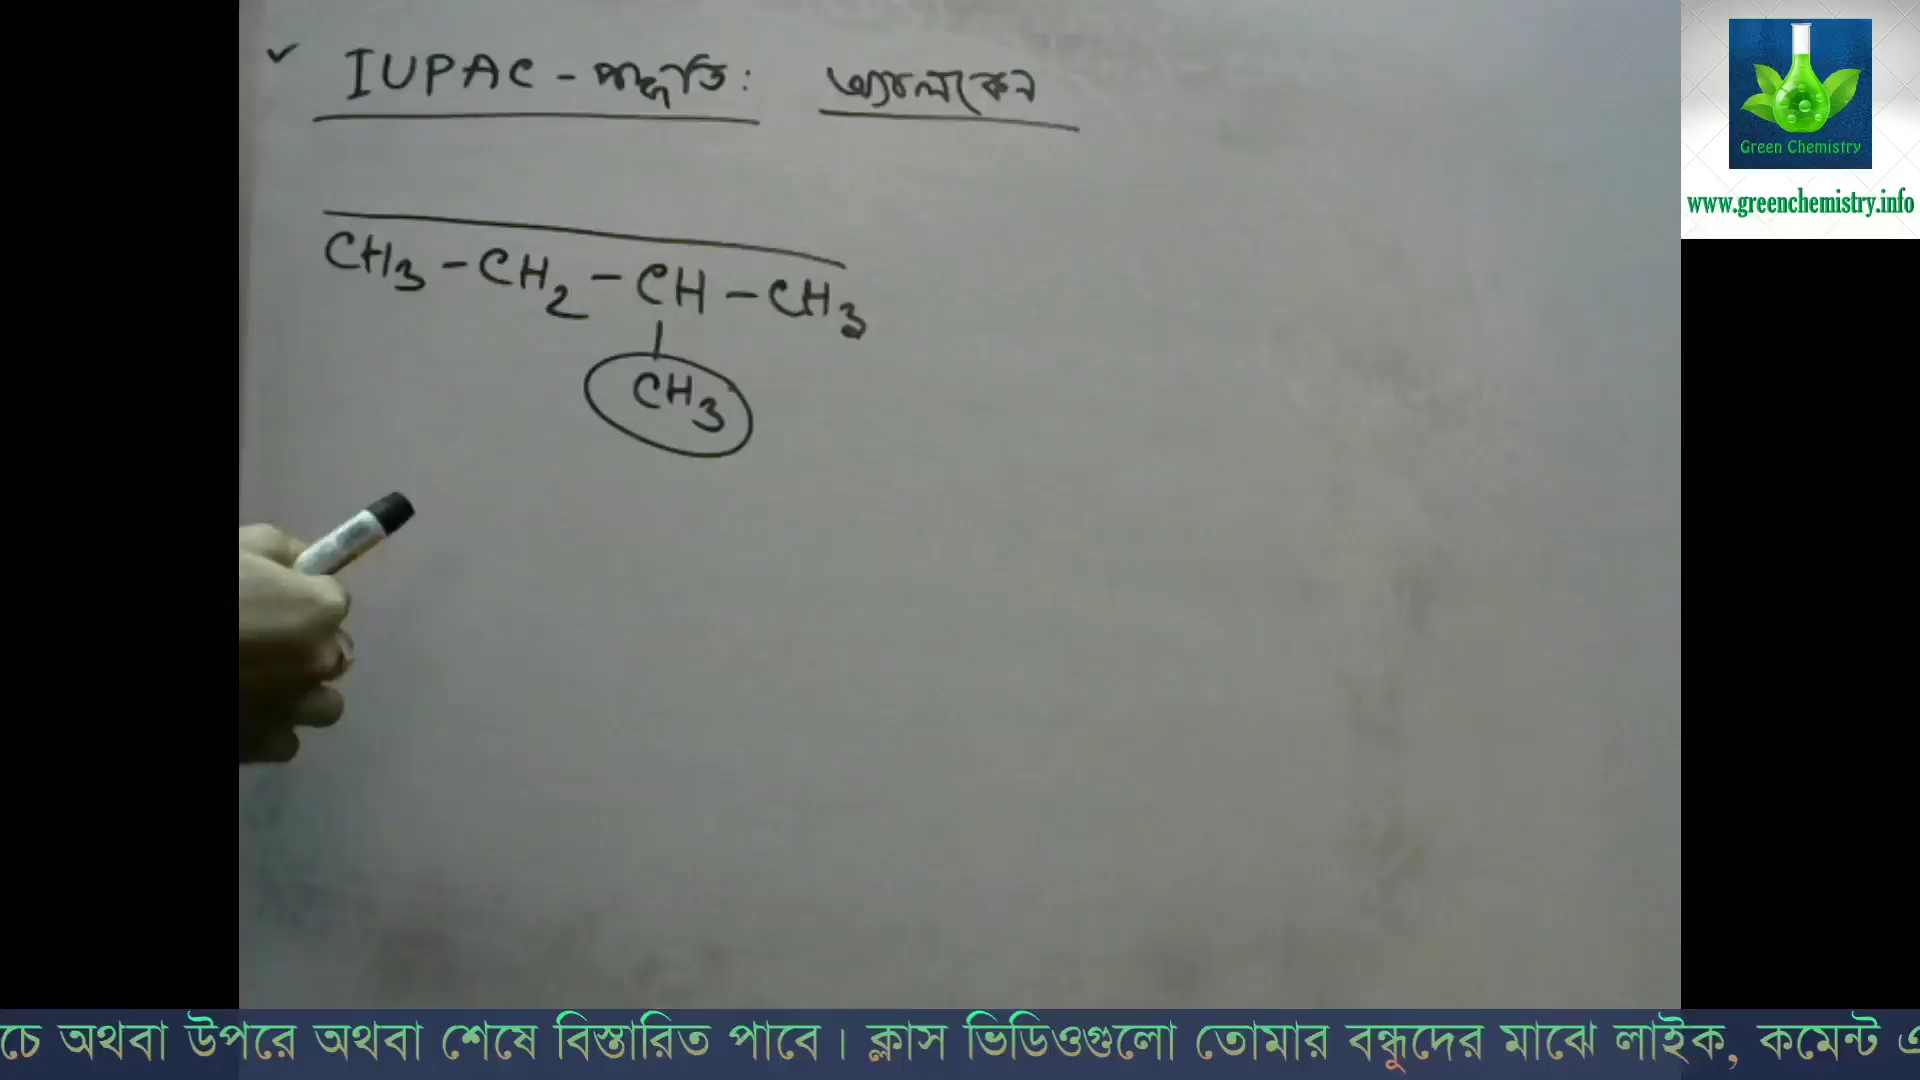 ✓ IUPAC - পদ্ধতি: অ্যালকেন
CH3 - CH2 - CH - CH3
|
CH3
Green Chemistry
www.greenchemistry.info
চে অথবা উপরে অথবা শেষে বিস্তারিত পাবে। ক্লাস ভিডিওগুলো তোমার বন্ধুদের মাঝে লাইক, কমেন্ট এ